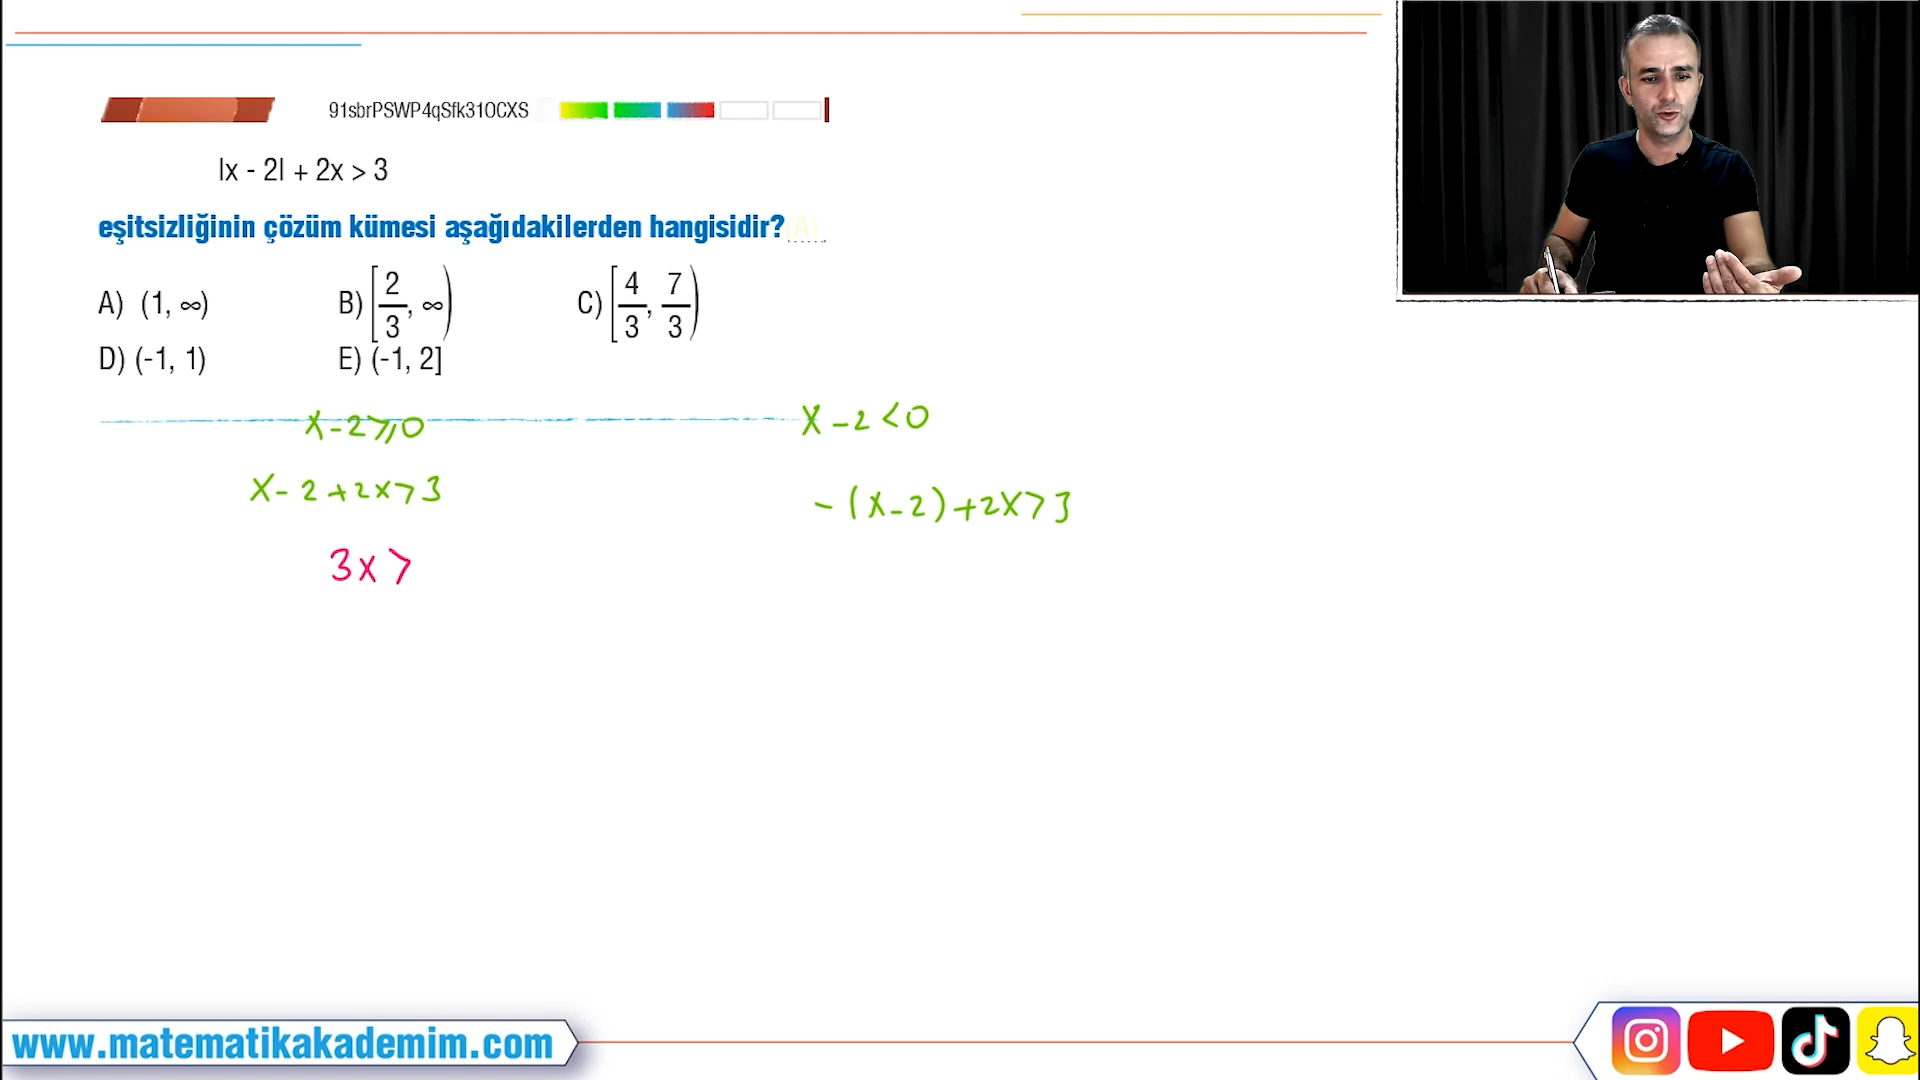 91sbrPSWP4qSfk31OCXS
|x - 2| + 2x > 3
eşitsizliğinin çözüm kümesi aşağıdakilerden hangisidir? (A)
A) (1, ∞) B) [2/3, ∞) C) [4/3, 7/3)
D) (-1, 1) E) (-1, 2]
x-2≥0 x-2<0
x-2+2x>3 -(x-2)+2x>3
3x>
www.matematikakademim.com